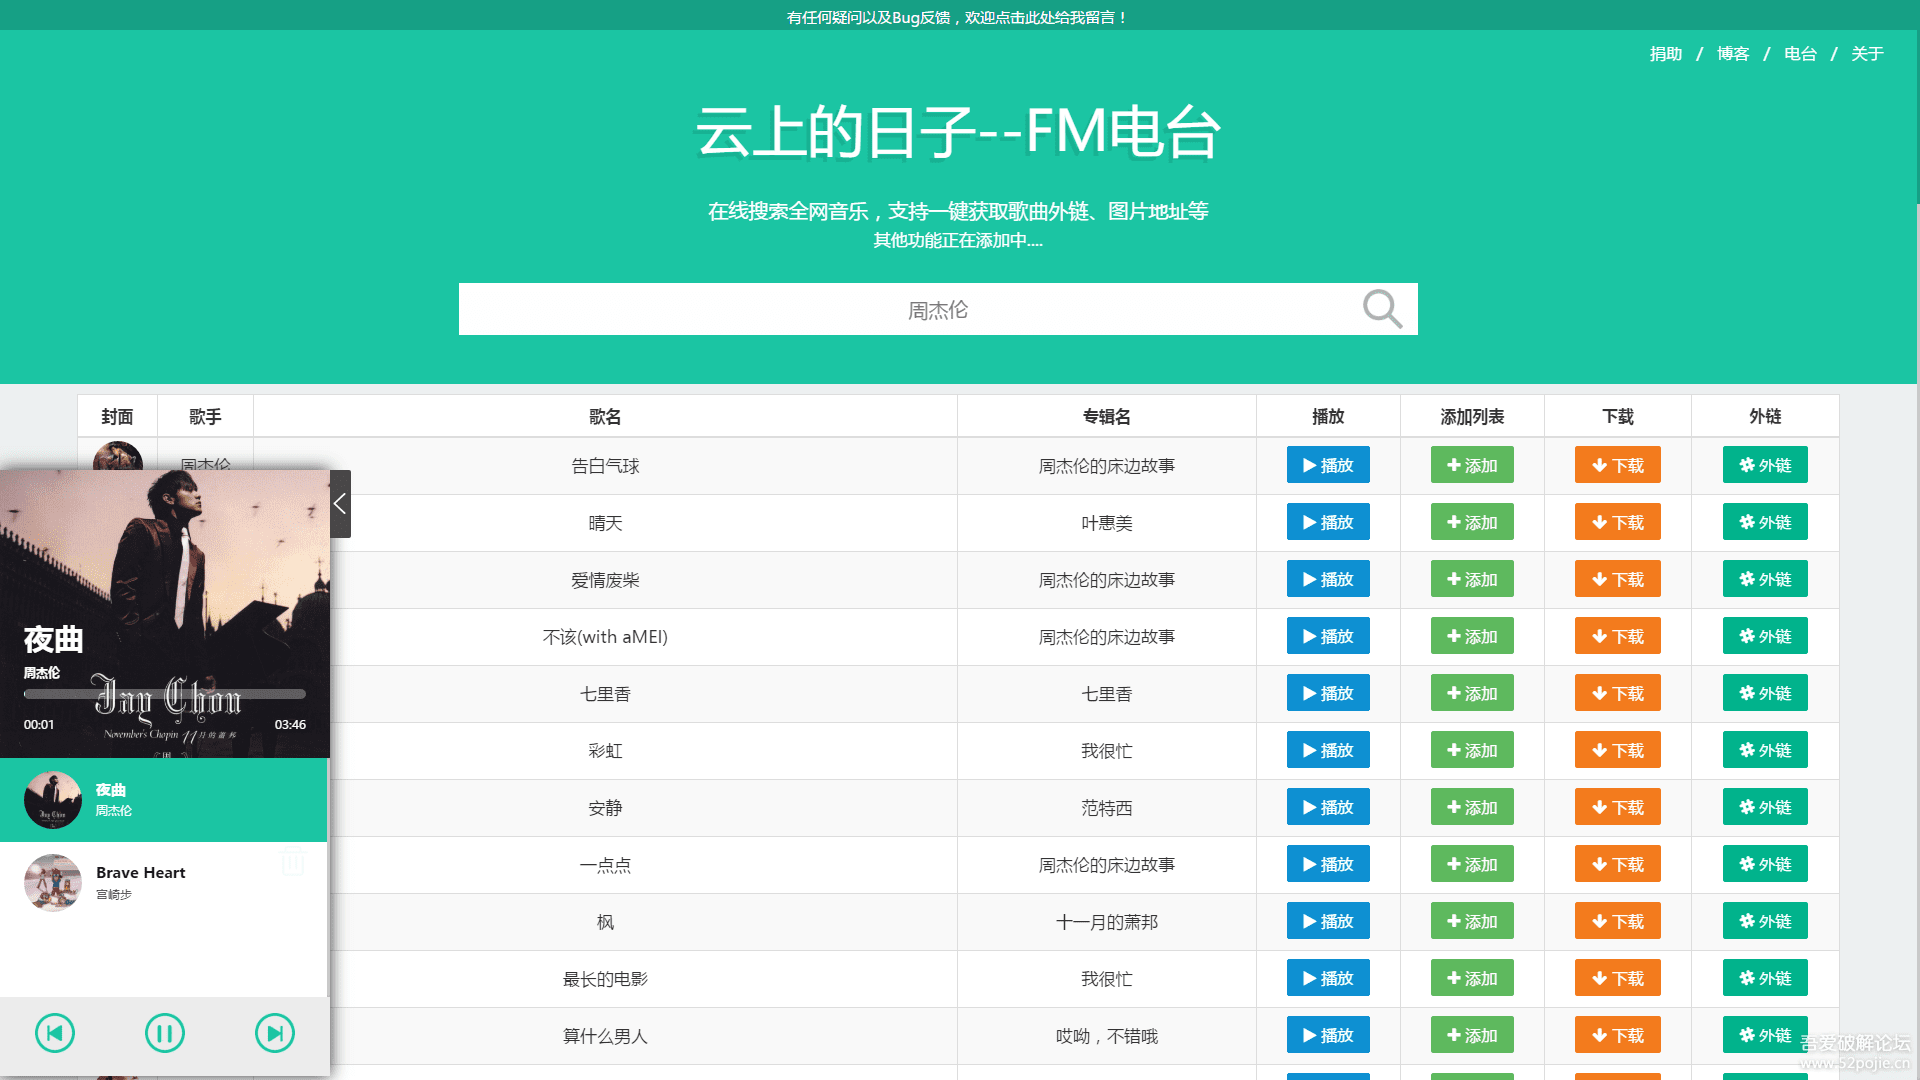 有任何疑问以及Bug反馈，欢迎点击此处给我留言！
捐助 / 博客 / 电台 / 关于
云上的日子--FM电台
在线搜索全网音乐，支持一键获取歌曲外链、图片地址等
其他功能正在添加中....
周杰伦
封面 歌手 歌名 专辑名 播放 添加列表 下载 外链
周杰伦 告白气球 周杰伦的床边故事 播放 添加 下载 外链
晴天 叶惠美 播放 添加 下载 外链
爱情废柴 周杰伦的床边故事 播放 添加 下载 外链
不该(with aMEI) 周杰伦的床边故事 播放 添加 下载 外链
七里香 七里香 播放 添加 下载 外链
彩虹 我很忙 播放 添加 下载 外链
安静 范特西 播放 添加 下载 外链
一点点 周杰伦的床边故事 播放 添加 下载 外链
枫 十一月的萧邦 播放 添加 下载 外链
最长的电影 我很忙 播放 添加 下载 外链
算什么男人 哎呦，不错哦 播放 添加 下载 外链
夜曲
周杰伦
Jay Chou
00:01 03:46
November's Chopin 11月的萧邦
夜曲
周杰伦
Brave Heart
宫崎步
吾爱破解论坛
www.52pojie.cn